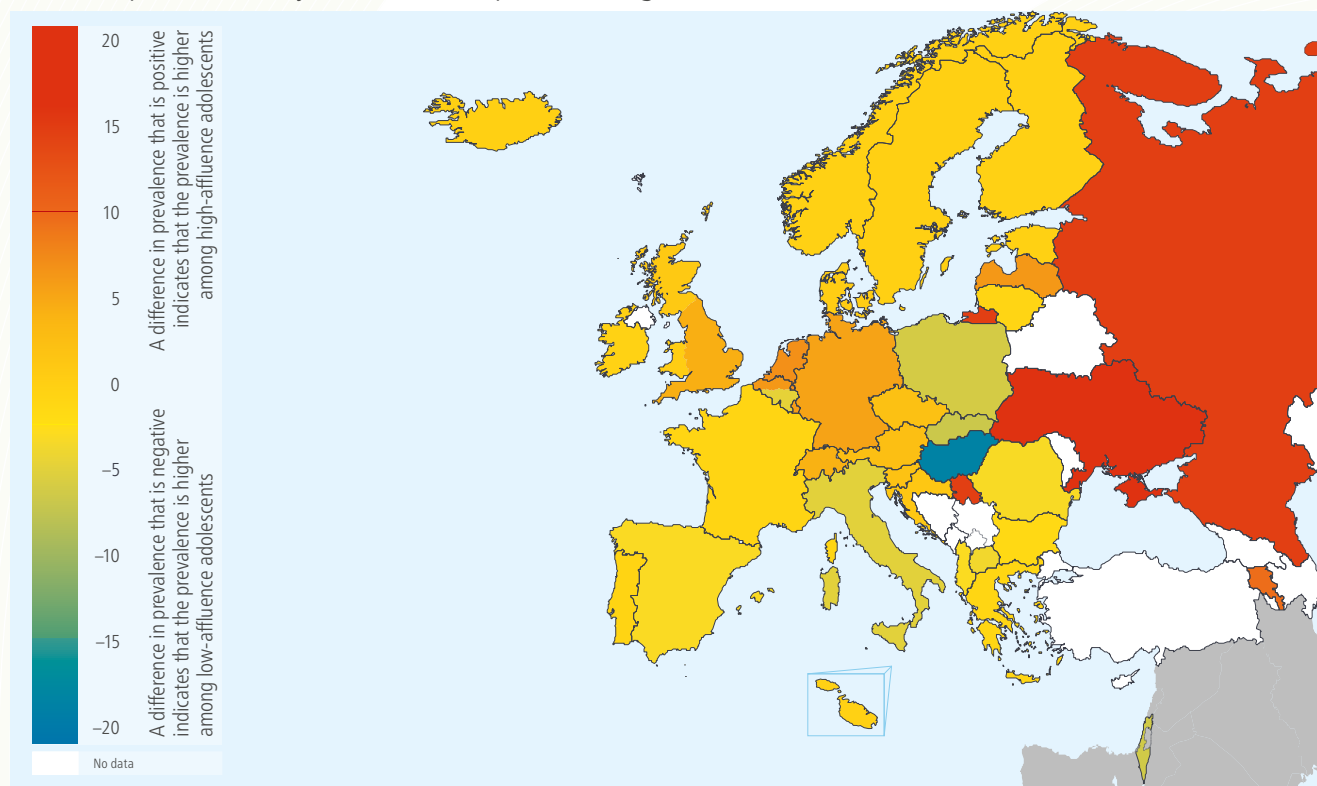 20
15
10
5
0
–5
–10
–15
–20
No data
A difference in prevalence that is positive
indicates that the prevalence is higher
among high-affluence adolescents
A difference in prevalence that is negative
indicates that the prevalence is higher
among low-affluence adolescents